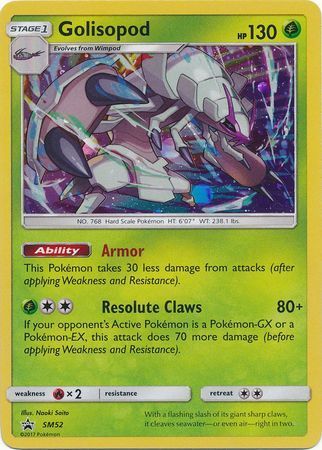 STAGE 1 Golisopod HP 130
Evolves from Wimpod
NO. 768 Hard Scale Pokémon HT: 6'07" WT: 238.1 lbs.
Ability Armor
This Pokémon takes 30 less damage from attacks (after
applying Weakness and Resistance).
Resolute Claws 80+
If your opponent's Active Pokémon is a Pokémon-GX or a
Pokémon-EX, this attack does 70 more damage (before
applying Weakness and Resistance).
weakness ×2 resistance retreat
Illus. Naoki Saito
SM52
©2017 Pokémon
With a flashing slash of its giant sharp claws,
it cleaves seawater—or even air—right in two.